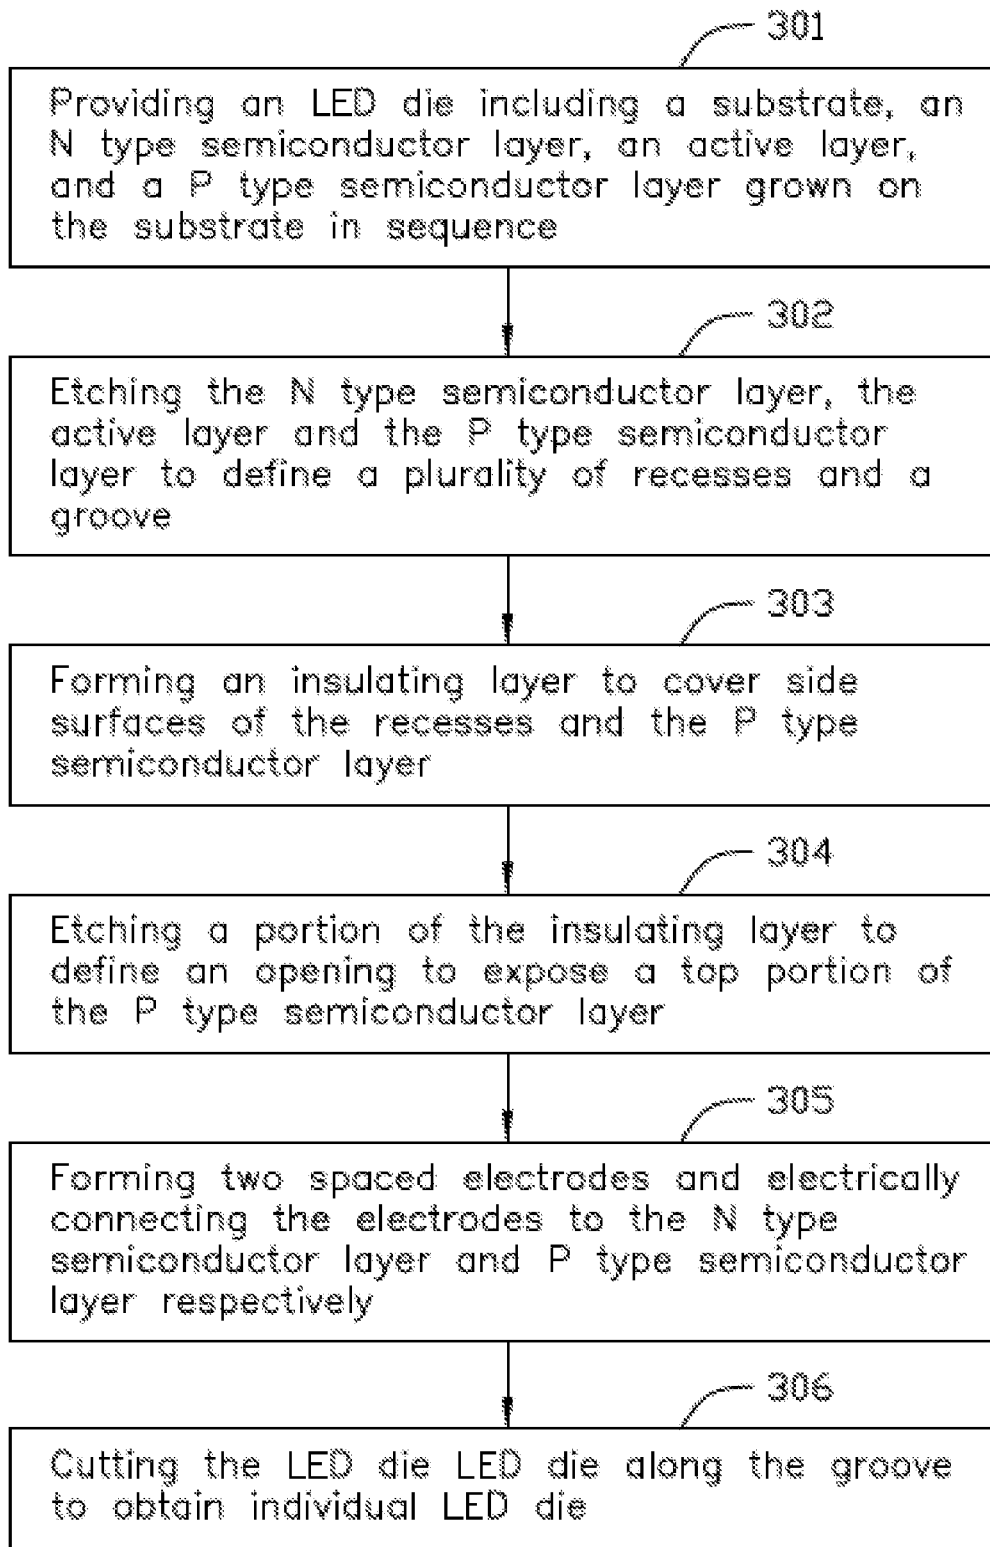 301
Providing an LED die including a substrate, an
N type semiconductor layer, an active layer,
and a P type semiconductor layer grown on
the substrate in sequence
302
Etching the N type semiconductor layer, the
active layer and the P type semiconductor
layer to define a plurality of recesses and a
groove
303
Forming an insulating layer to cover side
surfaces of the recesses and the P type
semiconductor layer
304
Etching a portion of the insulating layer to
define an opening to expose a top portion of
the P type semiconductor layer
305
Forming two spaced electrodes and electrically
connecting the electrodes to the N type
semiconductor layer and P type semiconductor
layer respectively
306
Cutting the LED die LED die along the groove
to obtain individual LED die